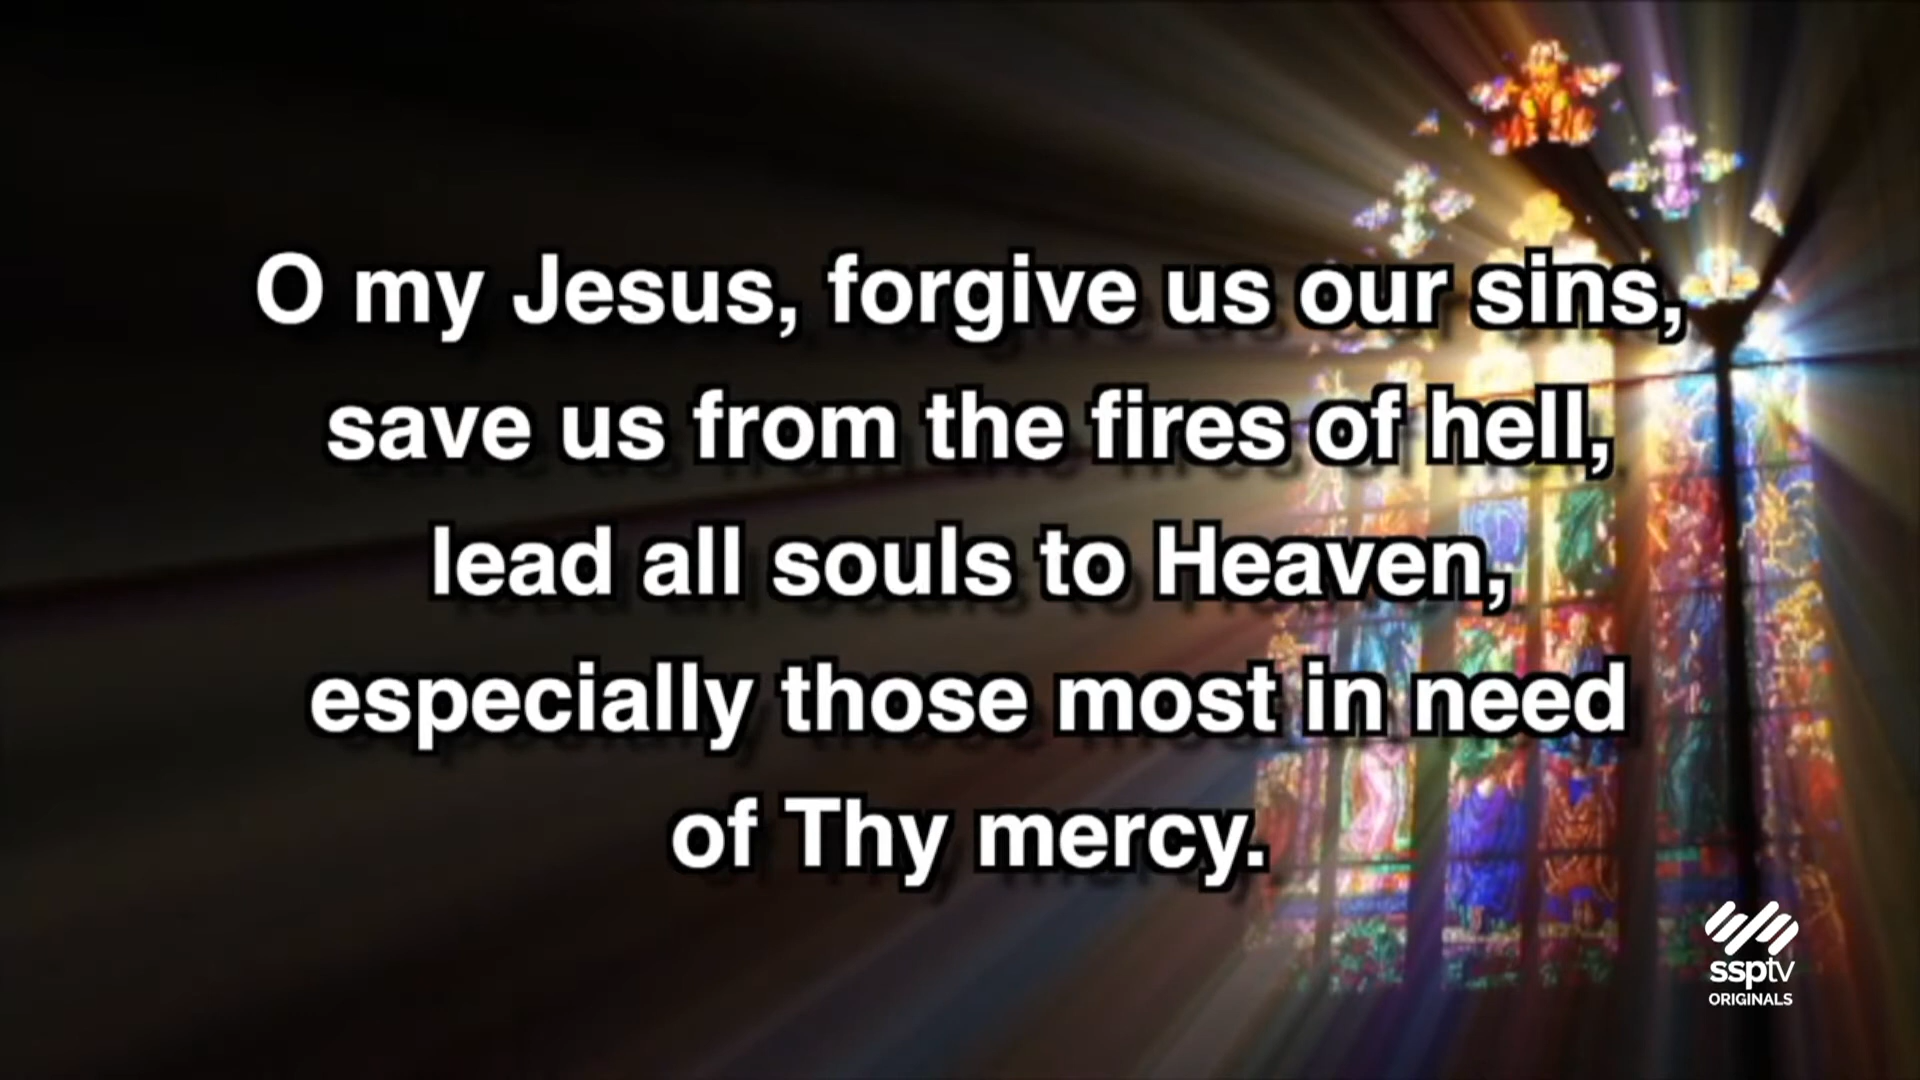 O my Jesus, forgive us our sins,
save us from the fires of hell,
lead all souls to Heaven,
especially those most in need
of Thy mercy.
ssptv
ORIGINALS